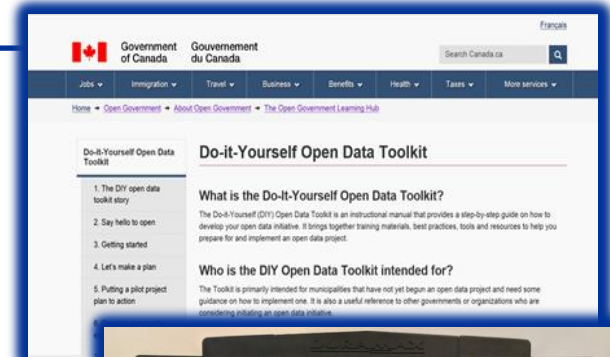 Français
Government of Canada
Gouvernement du Canada
Search Canada.ca
Jobs
Immigration
Travel
Business
Benefits
Health
Taxes
More services
Home → Open Government → About Open Government → The Open Government Learning Hub
Do-it-Yourself Open Data
Toolkit
1. The DIY open data
toolkit story
2. Say hello to open
3. Getting started
4. Let's make a plan
5. Putting a pilot project
plan to action
Do-it-Yourself Open Data Toolkit
What is the Do-It-Yourself Open Data Toolkit?
The Do-it-Yourself (DIY) Open Data Toolkit is an instructional manual that provides a step-by-step guide on how to
develop your open data initiative. It brings together training materials, best practices, tools and resources to help you
prepare for and implement an open data project.
Who is the DIY Open Data Toolkit intended for?
The Toolkit is primarily intended for municipalities that have not yet begun an open data project and need some
guidance on how to implement one. It is also a useful reference to other governments or organizations who are
considering initiating an open data initiative.
DURAMAX